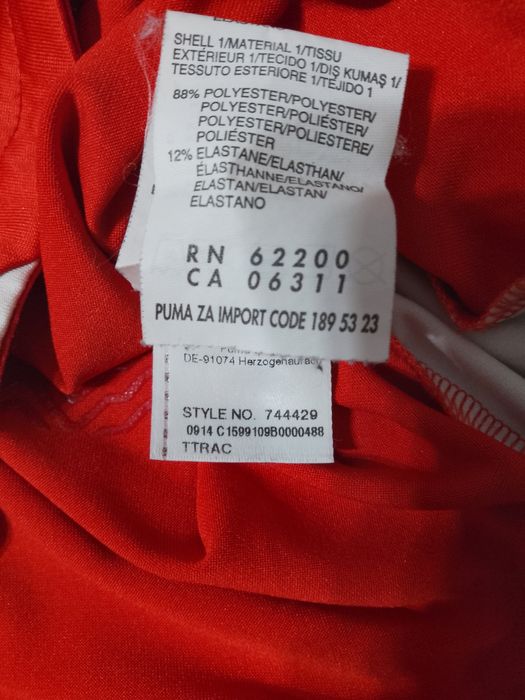 SHELL 1/MATERIAL 1/TISSU
EXTÉRIEUR 1/TECIDO 1/DIŞ KUMAŞ 1/
TESSUTO ESTERIORE 1/TEJIDO 1
88% POLYESTER/POLYESTER/
POLYESTER/POLIÉSTER/
POLYESTER/POLIESTERE/
POLIÉSTER
12% ELASTANE/ELASTHAN/
ÉLASTHANNE/ELASTANO/
ELASTAN/ELASTAN/
ELASTANO
RN 62200
CA 06311
PUMA ZA IMPORT CODE 189 53 23
DE-91074 Herzogenaurach
STYLE NO. 744429
0914 C1599109B0000488
TTRAC